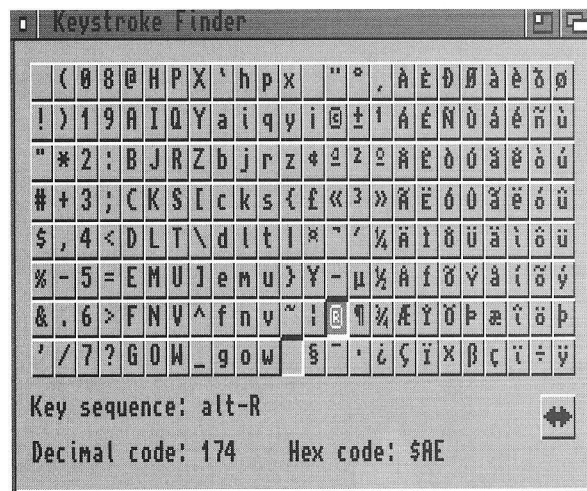 Keystroke Finder
( 0 8 @ H P X ` h p x ¨ ° ¸ À È Ð Ø à è ð ø
! ) 1 9 A I Q Y a i q y ¡ © ± ¹ Á É Ñ Ù á é ñ ù
" * 2 : B J R Z b j r z ¢ ª ² º Â Ê Ò Ú â ê ò ú
# + 3 ; C K S [ c k s { £ « ³ » Ã Ë Ó Û ã ë ó û
$ , 4 < D L T \ d l t | ¤ ¬ ´ ¼ Ä Ì Ô Ü ä ì ô ü
% - 5 = E M U ] e m u } ¥ - µ ½ Å Í Õ Ý å í õ ý
& . 6 > F N V ^ f n v ~ ¦ ® ¶ ¾ Æ Î Ö Þ æ î ö þ
' / 7 ? G O W _ g o w § ¯ · ¿ Ç Ï × ß ç ï ÷ ÿ
Key sequence: alt-R
Decimal code: 174 Hex code: $AE